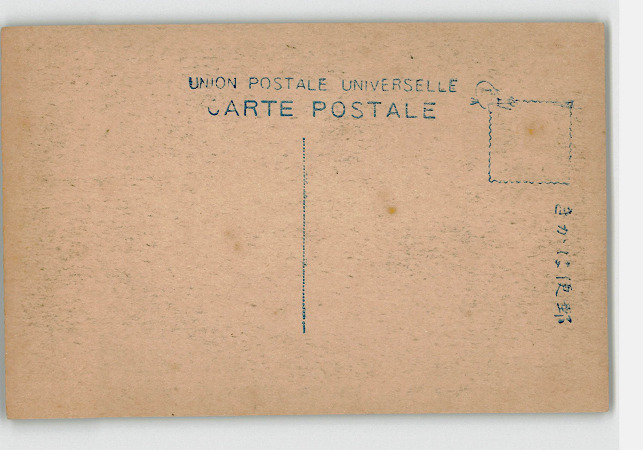 UNION POSTALE UNIVERSELLE
CARTE POSTALE
きかは便郵